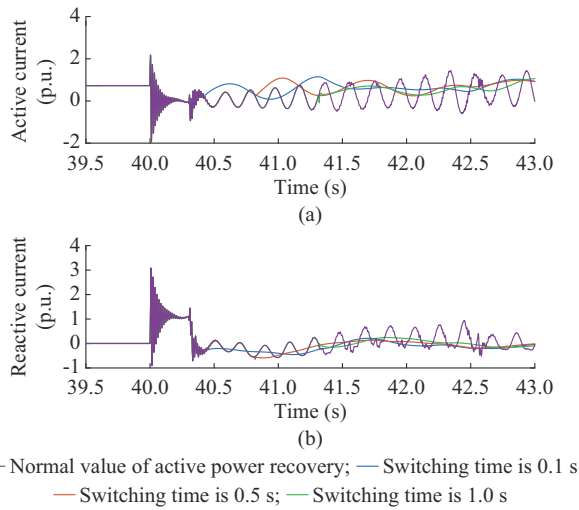 Active current
(p.u.)
4
2
0
-2
39.5 40.0 40.5 41.0 41.5 42.0 42.5 43.0
Time (s)
(a)
Reactive current
(p.u.)
4
3
2
1
0
-1
39.5 40.0 40.5 41.0 41.5 42.0 42.5 43.0
Time (s)
(b)
Normal value of active power recovery; Switching time is 0.1 s
Switching time is 0.5 s; Switching time is 1.0 s